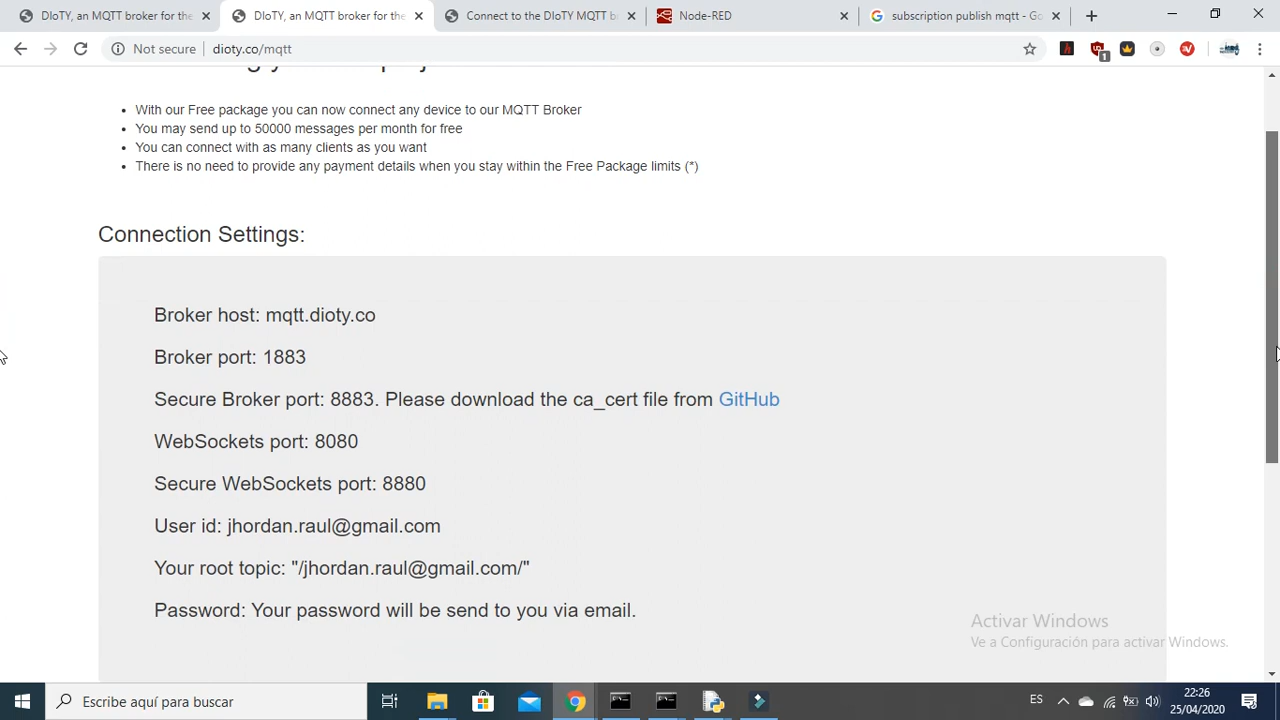 DIoTY, an MQTT broker for the
DIoTY, an MQTT broker for the
Connect to the DIoTY MQTT b
Node-RED
subscription publish mqtt - Go
Not secure
dioty.co/mqtt
1
With our Free package you can now connect any device to our MQTT Broker
You may send up to 50000 messages per month for free
You can connect with as many clients as you want
There is no need to provide any payment details when you stay within the Free Package limits (*)
Connection Settings:
Broker host: mqtt.dioty.co
Broker port: 1883
Secure Broker port: 8883. Please download the ca_cert file from GitHub
WebSockets port: 8080
Secure WebSockets port: 8880
User id: jhordan.raul@gmail.com
Your root topic: "/jhordan.raul@gmail.com/"
Password: Your password will be send to you via email.
Activar Windows
Ve a Configuración para activar Windows.
Escribe aquí para buscar
ES
22:26
25/04/2020